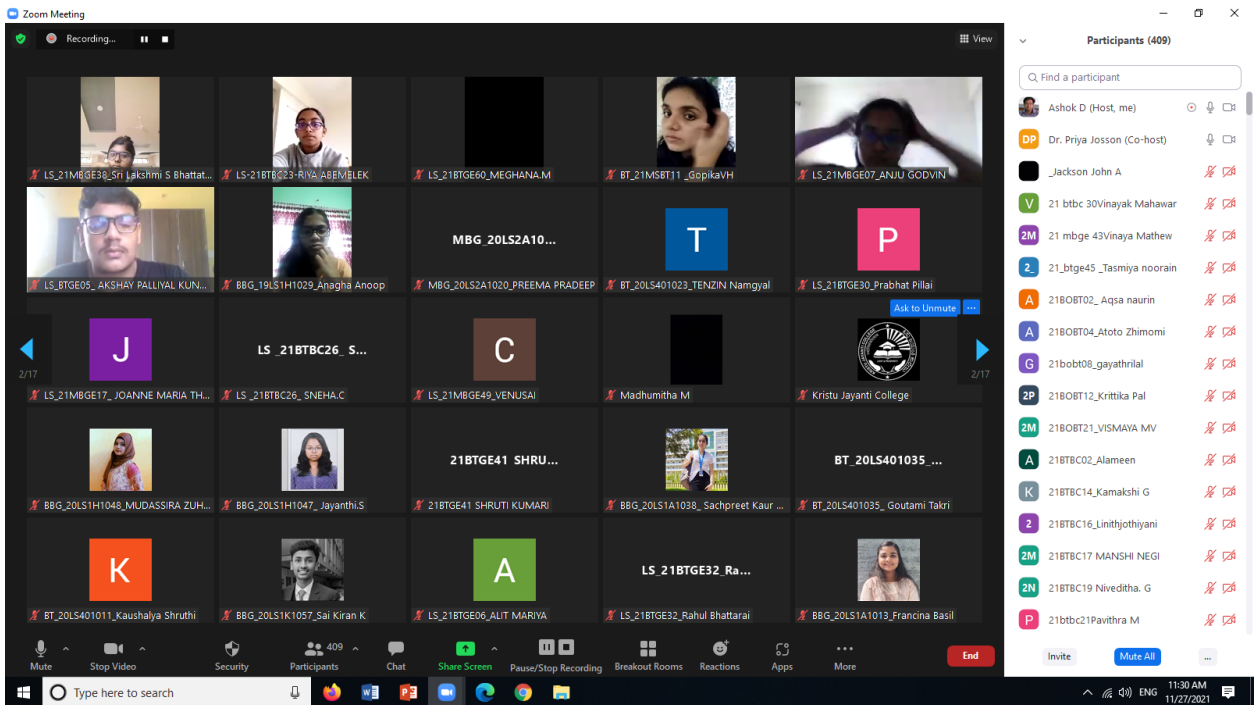 Zoom Meeting
Recording...
View
LS_21MBGE38_Sri Lakshmi S Bhattat...
LS-21BTBC23-RIYA ABEMELEK
LS_21BTGE60_MEGHANA.M
BT_21MSBT11 _GopikaVH
LS_21MBGE07_ANJU GODVIN
LS_BTGE05_ AKSHAY PALLIYAL KUN...
BBG_19LS1H1029_Anagha Anoop
MBG_20LS2A10...
MBG_20LS2A1020_PREEMA PRADEEP
T
BT_20LS401023_TENZIN Namgyal
P
LS_21BTGE30_Prabhat Pillai
Ask to Unmute
...
2/17
J
LS_21MBGE17_ JOANNE MARIA TH...
LS _21BTBC26_ S...
LS _21BTBC26_ SNEHA.C
C
LS_21MBGE49_VENUSAI
Madhumitha M
Kristu Jayanti College
2/17
BBG_20LS1H1048_MUDASSIRA ZUH...
BBG_20LS1H1047_ Jayanthi.S
21BTGE41 SHRU...
21BTGE41 SHRUTI KUMARI
BBG_20LS1A1038_ Sachpreet Kaur ...
BT_20LS401035_...
BT_20LS401035_ Goutami Takri
K
BT_20LS401011_Kaushalya Shruthi
BBG_20LS1K1057_Sai Kiran K
A
LS_21BTGE06_ALIT MARIYA
LS_21BTGE32_Ra...
LS_21BTGE32_Rahul Bhattarai
BBG_20LS1A1013_Francina Basil
Mute
Stop Video
Security
409
Participants
Chat
Share Screen
Pause/Stop Recording
Breakout Rooms
Reactions
Apps
More
End
Participants (409)
Find a participant
Ashok D (Host, me)
DP Dr. Priya Josson (Co-host)
_Jackson John A
V 21 btbc 30Vinayak Mahawar
2M 21 mbge 43Vinaya Mathew
2_ 21_btge45 _Tasmiya noorain
A 21BOBT02_ Aqsa naurin
A 21BOBT04_Atoto Zhimomi
G 21bobt08_gayathrilal
2P 21BOBT12_Krittika Pal
2M 21BOBT21_VISMAYA MV
A 21BTBC02_Alameen
K 21BTBC14_Kamakshi G
2 21BTBC16_Linithjothiyani
2M 21BTBC17 MANSHI NEGI
2N 21BTBC19 Niveditha. G
P 21btbc21Pavithra M
Invite
Mute All
...
Type here to search
ENG
11:30 AM
11/27/2021